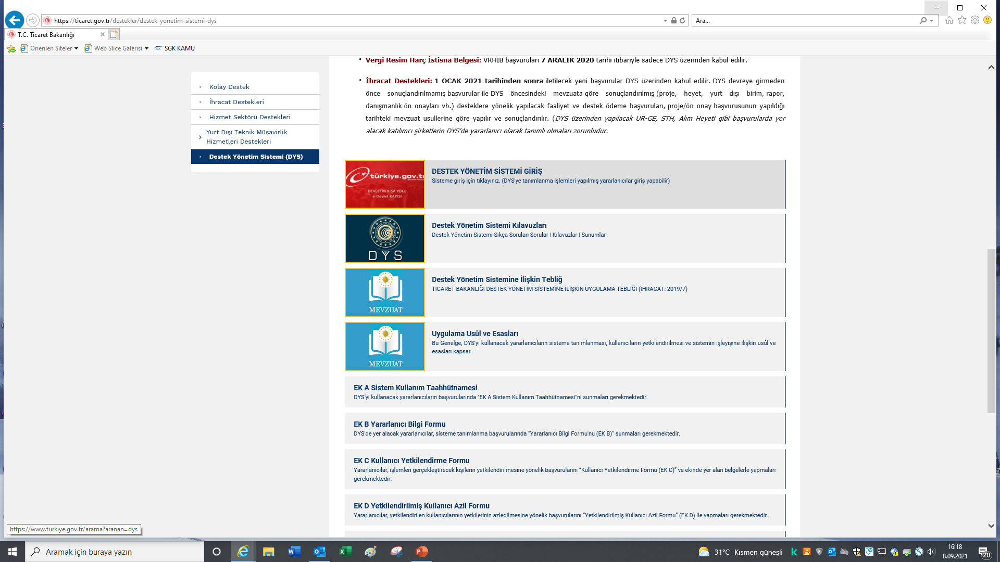 https://ticaret.gov.tr/destekler/destek-yonetim-sistemi-dys
Ara...
T.C. Ticaret Bakanlığı
Önerilen Siteler
Web Slice Galerisi
SGK KAMU
Kolay Destek
İhracat Destekleri
Hizmet Sektörü Destekleri
Yurt Dışı Teknik Müşavirlik
Hizmetleri Destekleri
Destek Yönetim Sistemi (DYS)
• Vergi Resim Harç İstisna Belgesi: VRHİB başvuruları 7 ARALIK 2020 tarihi itibariyle sadece DYS üzerinden kabul edilir.
• İhracat Destekleri: 1 OCAK 2021 tarihinden sonra iletilecek yeni başvurular DYS üzerinden kabul edilir. DYS devreye girmeden
önce sonuçlandırılmamış başvurular ile DYS öncesindeki mevzuata göre sonuçlandırılmış (proje, heyet, yurt dışı birim, rapor,
danışmanlık ön onayları vb.) desteklere yönelik yapılacak faaliyet ve destek ödeme başvuruları, proje/ön onay başvurusunun yapıldığı
tarihteki mevzuat usullerine göre yapılır ve sonuçlandırılır. (DYS üzerinden yapılacak UR-GE, STH, Alım Heyeti gibi başvurularda yer
alacak katılımcı şirketlerin DYS'de yararlanıcı olarak tanımlı olmaları zorunludur.
türkiye.gov.tr
DEVLETİN KISA YOLU
e-Devlet KAPISI
DESTEK YÖNETİM SİSTEMİ GİRİŞ
Sisteme giriş için tıklayınız. (DYS'ye tanımlanma işlemleri yapılmış yararlanıcılar giriş yapabilir)
DYS
Destek Yönetim Sistemi Kılavuzları
Destek Yönetim Sistemi Sıkça Sorulan Sorular | Kılavuzlar | Sunumlar
MEVZUAT
Destek Yönetim Sistemine İlişkin Tebliğ
TİCARET BAKANLIĞI DESTEK YÖNETİM SİSTEMİNE İLİŞKİN UYGULAMA TEBLİĞİ (İHRACAT: 2019/7)
MEVZUAT
Uygulama Usûl ve Esasları
Bu Genelge, DYS'yi kullanacak yararlanıcıların sisteme tanımlanması, kullanıcıların yetkilendirilmesi ve sistemin işleyişine ilişkin usûl ve
esasları kapsar.
EK A Sistem Kullanım Taahhütnamesi
DYS'yi kullanacak yararlanıcıların başvurularında "EK A Sistem Kullanım Taahhütnamesi"ni sunmaları gerekmektedir.
EK B Yararlanıcı Bilgi Formu
DYS'de yer alacak yararlanıcılar, sisteme tanımlanma başvurularında “Yararlanıcı Bilgi Formu'nu (EK B)” sunmaları gerekmektedir.
EK C Kullanıcı Yetkilendirme Formu
Yararlanıcılar, işlemleri gerçekleştirecek kişilerin yetkilendirilmesine yönelik başvurularını “Kullanıcı Yetkilendirme Formu (EK C)” ve ekinde yer alan belgelerle yapmaları
gerekmektedir.
EK D Yetkilendirilmiş Kullanıcı Azil Formu
Yararlanıcılar, yetkilendirilen kullanıcılarının yetkilerinin azledilmesine yönelik başvurularını “Yetkilendirilmiş Kullanıcı Azil Formu” (EK D) ile yapmaları gerekmektedir.
https://www.turkiye.gov.tr/arama?aranan=dys
Aramak için buraya yazın
31°C Kısmen güneşli
16:18
8.09.2021
20